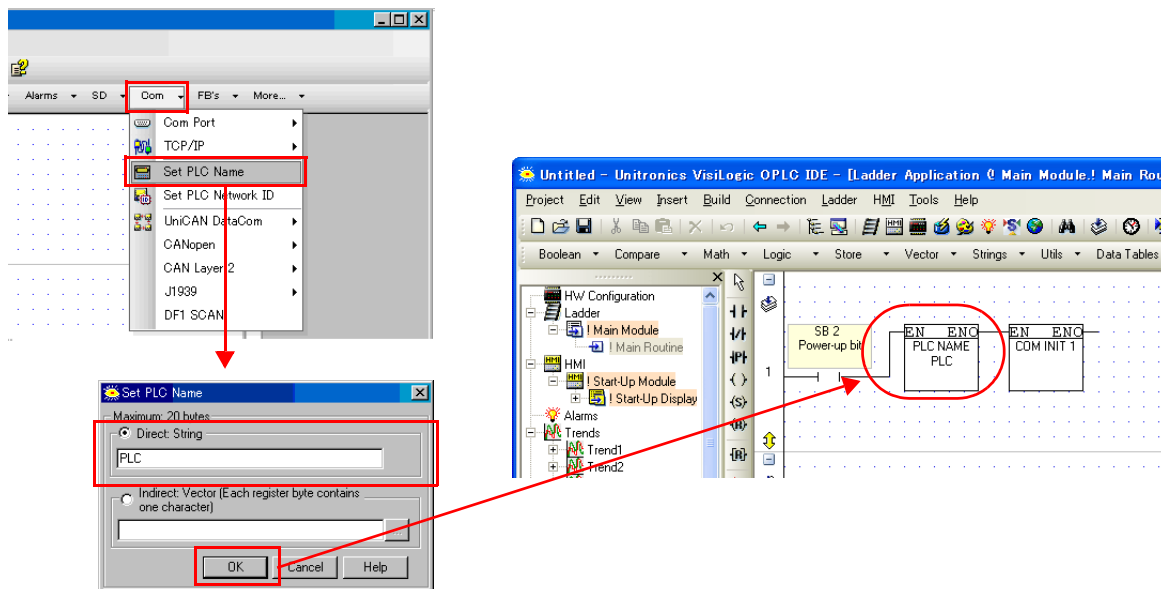 Alarms SD Com FB's More...
Com Port
TCP/IP
Set PLC Name
Set PLC Network ID
UniCAN DataCom
CANopen
CAN Layer 2
J1939
DF1 SCAN
Set PLC Name
Maximum: 20 bytes
Direct: String
PLC
Indirect: Vector (Each register byte contains
one character)
...
OK Cancel Help
Untitled - Unitronics VisiLogic OPLC IDE - [Ladder Application (! Main Module,! Main Rou
Project Edit View Insert Build Connection Ladder HMI Tools Help
Boolean Compare Math Logic Store Vector Strings Utils Data Tables
HW Configuration
Ladder
! Main Module
! Main Routine
HMI
! Start-Up Module
! Start-Up Display
Alarms
Trends
Trend1
Trend2
1
SB 2
Power-up bit
EN ENO
PLC NAME
PLC
EN ENO
COM INIT 1